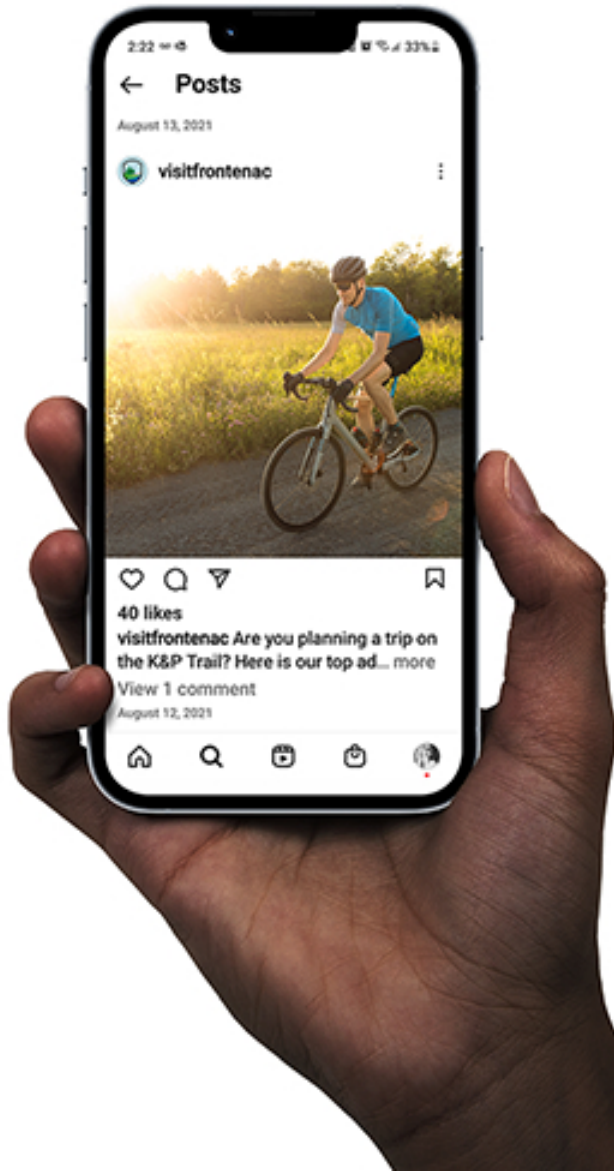 2:22
33%
Posts
August 13, 2021
visitfrontenac
40 likes
visitfrontenac Are you planning a trip on
the K&P Trail? Here is our top ad... more
View 1 comment
August 12, 2021